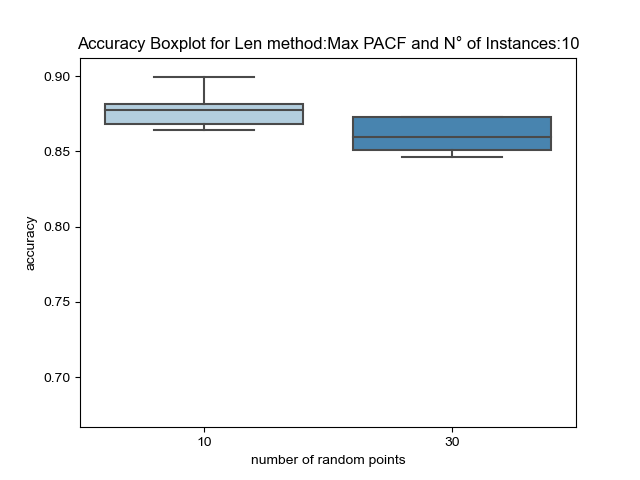 Accuracy Boxplot for Len method:Max PACF and N° of Instances:10
0.90
0.85
0.80
0.75
0.70
accuracy
10 30
number of random points